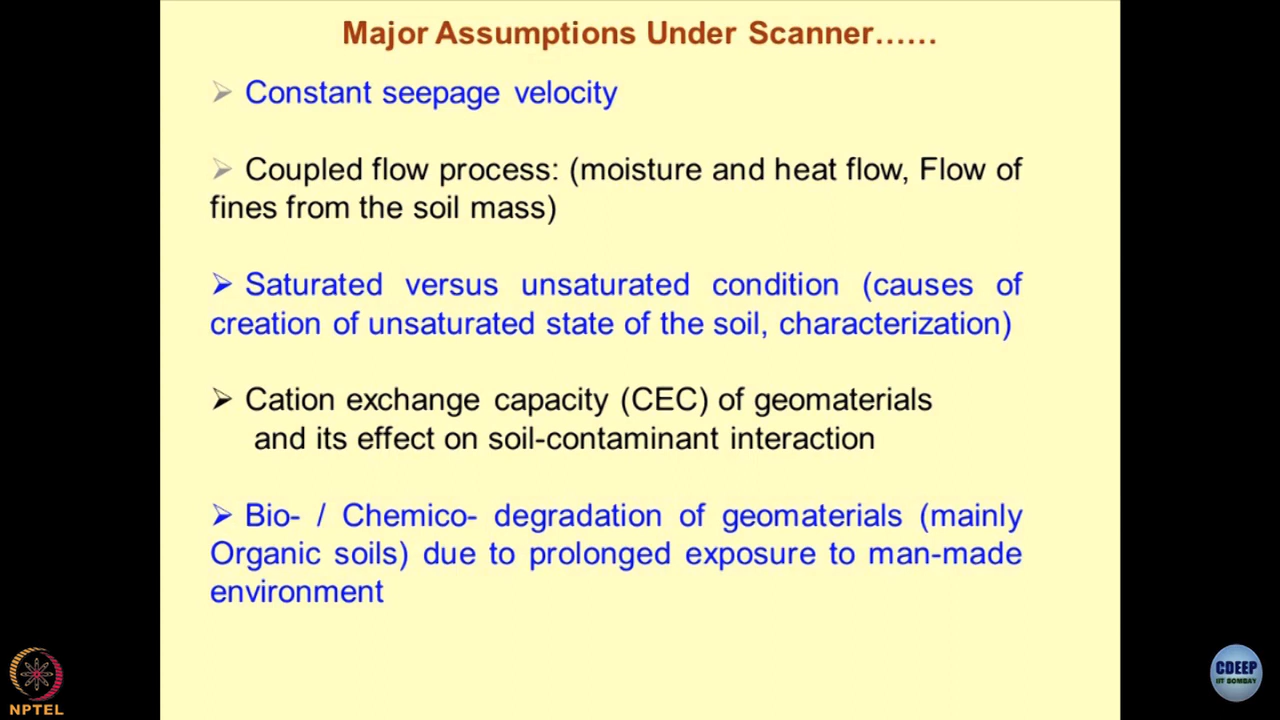 Major Assumptions Under Scanner……
➢ Constant seepage velocity
➢ Coupled flow process: (moisture and heat flow, Flow of
fines from the soil mass)
➢ Saturated versus unsaturated condition (causes of
creation of unsaturated state of the soil, characterization)
➢ Cation exchange capacity (CEC) of geomaterials
and its effect on soil-contaminant interaction
➢ Bio- / Chemico- degradation of geomaterials (mainly
Organic soils) due to prolonged exposure to man-made
environment
NPTEL
CDEEP
IIT BOMBAY